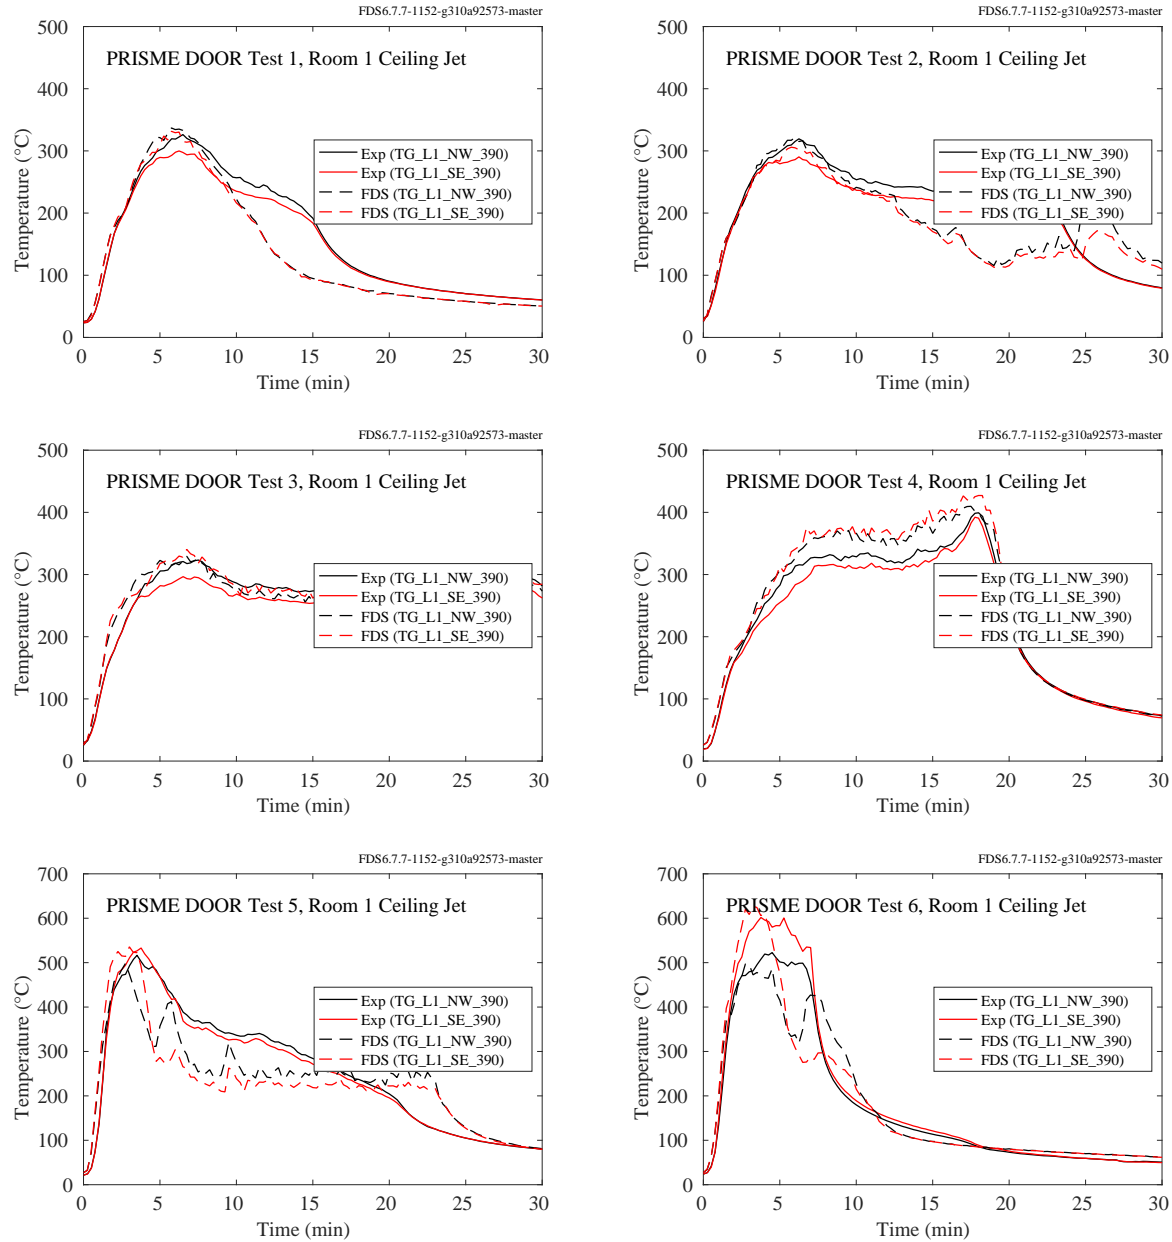 FDS6.7.7-1152-g310a92573-master
PRISME DOOR Test 1, Room 1 Ceiling Jet
Temperature (°C)
500
400
300
200
100
0
Exp (TG_L1_NW_390)
Exp (TG_L1_SE_390)
FDS (TG_L1_NW_390)
FDS (TG_L1_SE_390)
0 5 10 15 20 25 30
Time (min)
FDS6.7.7-1152-g310a92573-master
PRISME DOOR Test 2, Room 1 Ceiling Jet
Temperature (°C)
500
400
300
200
100
0
Exp (TG_L1_NW_390)
Exp (TG_L1_SE_390)
FDS (TG_L1_NW_390)
FDS (TG_L1_SE_390)
0 5 10 15 20 25 30
Time (min)
FDS6.7.7-1152-g310a92573-master
PRISME DOOR Test 3, Room 1 Ceiling Jet
Temperature (°C)
500
400
300
200
100
0
Exp (TG_L1_NW_390)
Exp (TG_L1_SE_390)
FDS (TG_L1_NW_390)
FDS (TG_L1_SE_390)
0 5 10 15 20 25 30
Time (min)
FDS6.7.7-1152-g310a92573-master
PRISME DOOR Test 4, Room 1 Ceiling Jet
Temperature (°C)
500
400
300
200
100
0
Exp (TG_L1_NW_390)
Exp (TG_L1_SE_390)
FDS (TG_L1_NW_390)
FDS (TG_L1_SE_390)
0 5 10 15 20 25 30
Time (min)
FDS6.7.7-1152-g310a92573-master
PRISME DOOR Test 5, Room 1 Ceiling Jet
Temperature (°C)
700
600
500
400
300
200
100
0
Exp (TG_L1_NW_390)
Exp (TG_L1_SE_390)
FDS (TG_L1_NW_390)
FDS (TG_L1_SE_390)
0 5 10 15 20 25 30
Time (min)
FDS6.7.7-1152-g310a92573-master
PRISME DOOR Test 6, Room 1 Ceiling Jet
Temperature (°C)
700
600
500
400
300
200
100
0
Exp (TG_L1_NW_390)
Exp (TG_L1_SE_390)
FDS (TG_L1_NW_390)
FDS (TG_L1_SE_390)
0 5 10 15 20 25 30
Time (min)